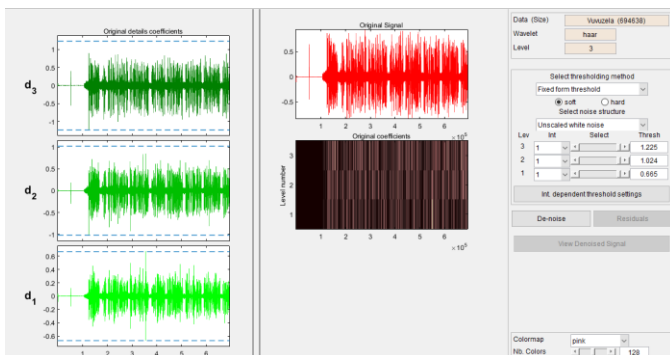 Original details coefficients
d3
1
0.5
0
-0.5
-1
d2
1
0.5
0
-0.5
-1
d1
0.6
0.4
0.2
0
-0.2
-0.4
-0.6
1 2 3 4 5 6
Original Signal
0.5
0
-0.5
1 2 3 4 5 6
Original coefficients
× 10⁵
Level number
3
2
1
1 2 3 4 5 6
× 10⁵
Data (Size) Vuvuzela (694638)
Wavelet haar
Level 3
Select thresholding method
Fixed form threshold
soft hard
Select noise structure
Unscaled white noise
Lev Int Select Thresh
3 1 1.225
2 1 1.024
1 1 0.665
Int. dependent threshold settings
De-noise Residuals
View Denoised Signal
Colormap pink
Nb. Colors 128